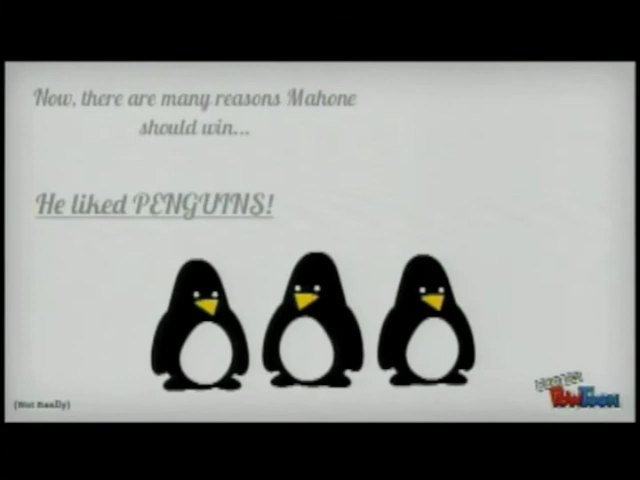 Now, there are many reasons Mahone
should win...
He liked PENGUINS!
(Not Really)
PowToon